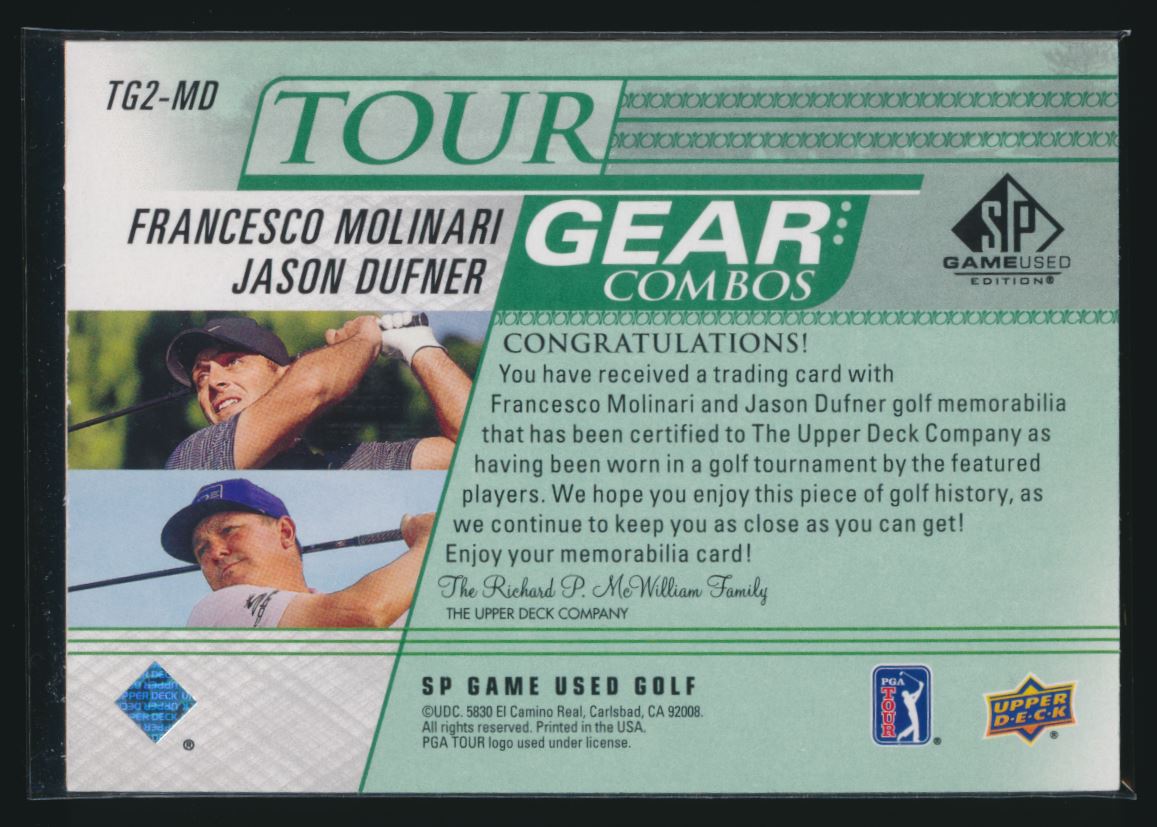 TG2-MD
TOUR
FRANCESCO MOLINARI
JASON DUFNER
GEAR
COMBOS
SP
GAMEUSED
EDITION®
CONGRATULATIONS!
You have received a trading card with
Francesco Molinari and Jason Dufner golf memorabilia
that has been certified to The Upper Deck Company as
having been worn in a golf tournament by the featured
players. We hope you enjoy this piece of golf history, as
we continue to keep you as close as you can get!
Enjoy your memorabilia card!
The Richard P. McWilliam Family
THE UPPER DECK COMPANY
UPPER DECK
®
SP GAME USED GOLF
©UDC. 5830 El Camino Real, Carlsbad, CA 92008.
All rights reserved. Printed in the USA.
PGA TOUR logo used under license.
PGA
TOUR
®
UPPER
D·E·C·K
®